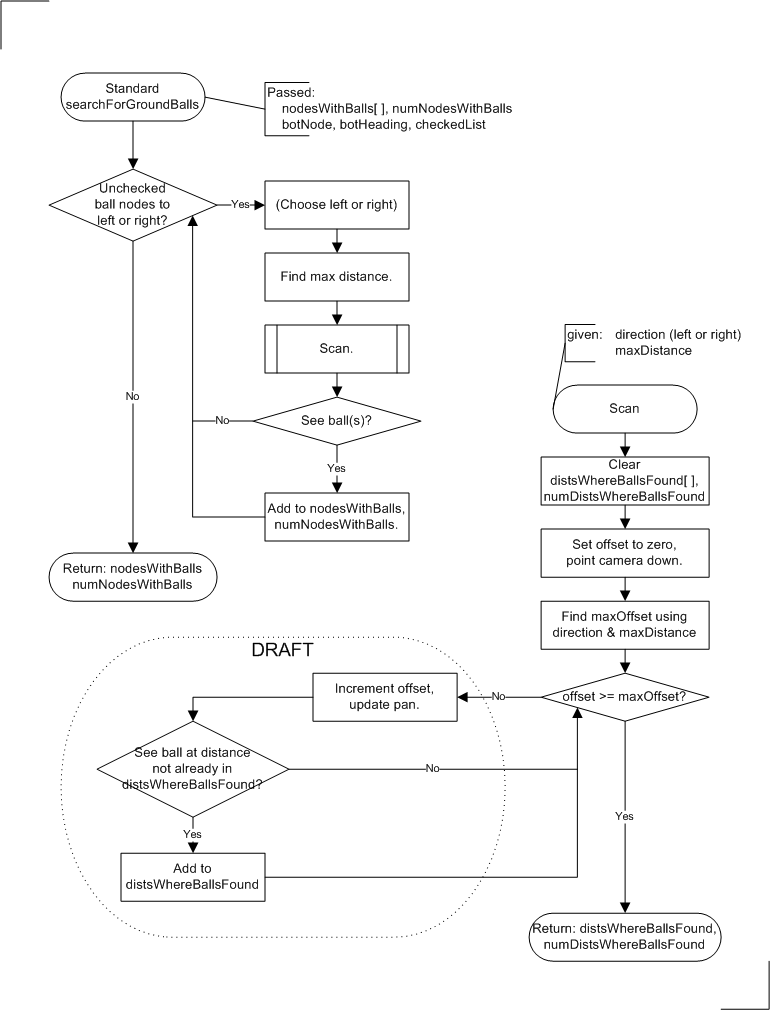 Standard
searchForGroundBalls
Passed:
nodesWithBalls[ ], numNodesWithBalls
botNode, botHeading, checkedList
Unchecked
ball nodes to
left or right?
Yes
(Choose left or right)
Find max distance.
Scan.
No
See ball(s)?
No
Yes
Add to nodesWithBalls,
numNodesWithBalls.
Return: nodesWithBalls
numNodesWithBalls
given: direction (left or right)
maxDistance
Scan
Clear
distsWhereBallsFound[ ],
numDistsWhereBallsFound
Set offset to zero,
point camera down.
Find maxOffset using
direction & maxDistance
offset >= maxOffset?
No
DRAFT
Increment offset,
update pan.
See ball at distance
not already in
distsWhereBallsFound?
No
Yes
Add to
distsWhereBallsFound
Yes
Return: distsWhereBallsFound,
numDistsWhereBallsFound